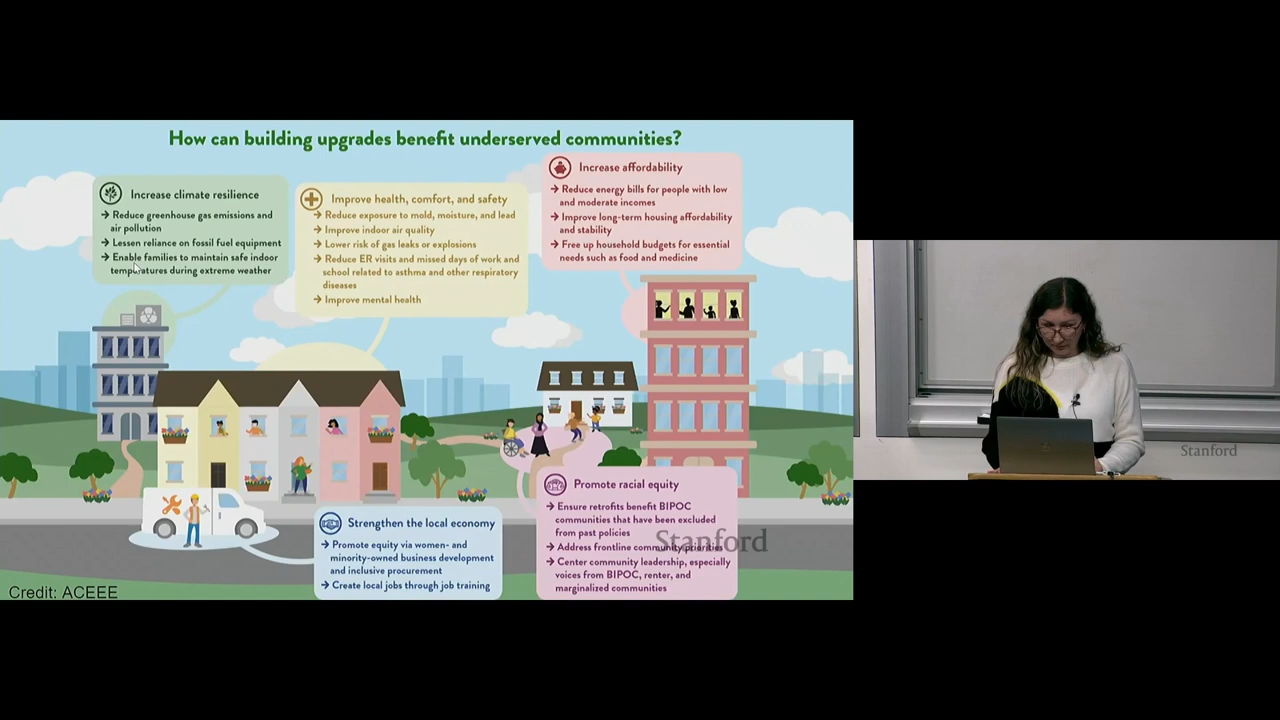 How can building upgrades benefit underserved communities?
Increase climate resilience
→ Reduce greenhouse gas emissions and
air pollution
→ Lessen reliance on fossil fuel equipment
→ Enable families to maintain safe indoor
temperatures during extreme weather
Improve health, comfort, and safety
→ Reduce exposure to mold, moisture, and lead
→ Improve indoor air quality
→ Lower risk of gas leaks or explosions
→ Reduce ER visits and missed days of work and
school related to asthma and other respiratory
diseases
→ Improve mental health
Increase affordability
→ Reduce energy bills for people with low
and moderate incomes
→ Improve long-term housing affordability
and stability
→ Free up household budgets for essential
needs such as food and medicine
Strengthen the local economy
→ Promote equity via women- and
minority-owned business development
and inclusive procurement
→ Create local jobs through job training
Promote racial equity
→ Ensure retrofits benefit BIPOC
communities that have been excluded
from past policies
→ Address frontline community priorities
→ Center community leadership, especially
voices from BIPOC, renter, and
marginalized communities
Stanford
Credit: ACEEE
Stanford